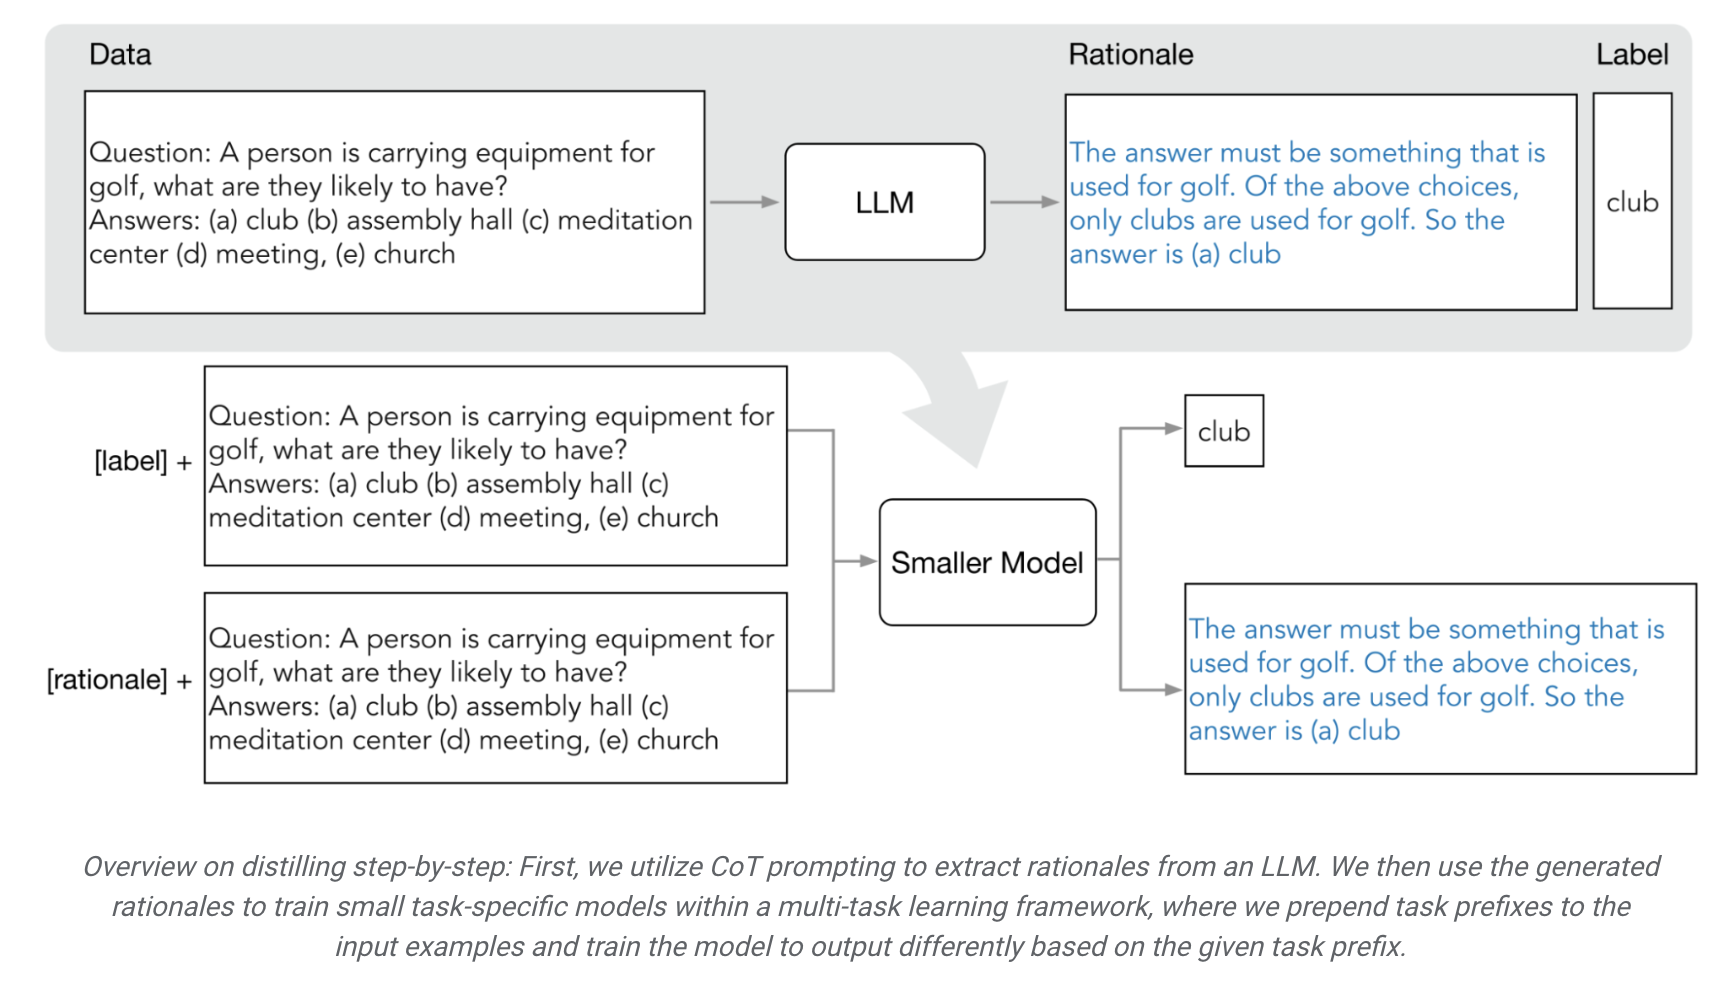 Data
Rationale
Label
Question: A person is carrying equipment for
golf, what are they likely to have?
Answers: (a) club (b) assembly hall (c) meditation
center (d) meeting, (e) church
LLM
The answer must be something that is
used for golf. Of the above choices,
only clubs are used for golf. So the
answer is (a) club
club
[label] +
Question: A person is carrying equipment for
golf, what are they likely to have?
Answers: (a) club (b) assembly hall (c)
meditation center (d) meeting, (e) church
[rationale] +
Question: A person is carrying equipment for
golf, what are they likely to have?
Answers: (a) club (b) assembly hall (c)
meditation center (d) meeting, (e) church
Smaller Model
club
The answer must be something that is
used for golf. Of the above choices,
only clubs are used for golf. So the
answer is (a) club
Overview on distilling step-by-step: First, we utilize CoT prompting to extract rationales from an LLM. We then use the generated
rationales to train small task-specific models within a multi-task learning framework, where we prepend task prefixes to the
input examples and train the model to output differently based on the given task prefix.